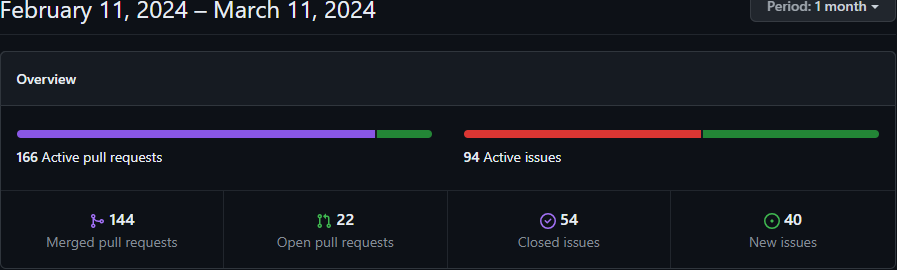 February 11, 2024 – March 11, 2024
Period: 1 month
Overview
166 Active pull requests
94 Active issues
144
Merged pull requests
22
Open pull requests
54
Closed issues
40
New issues